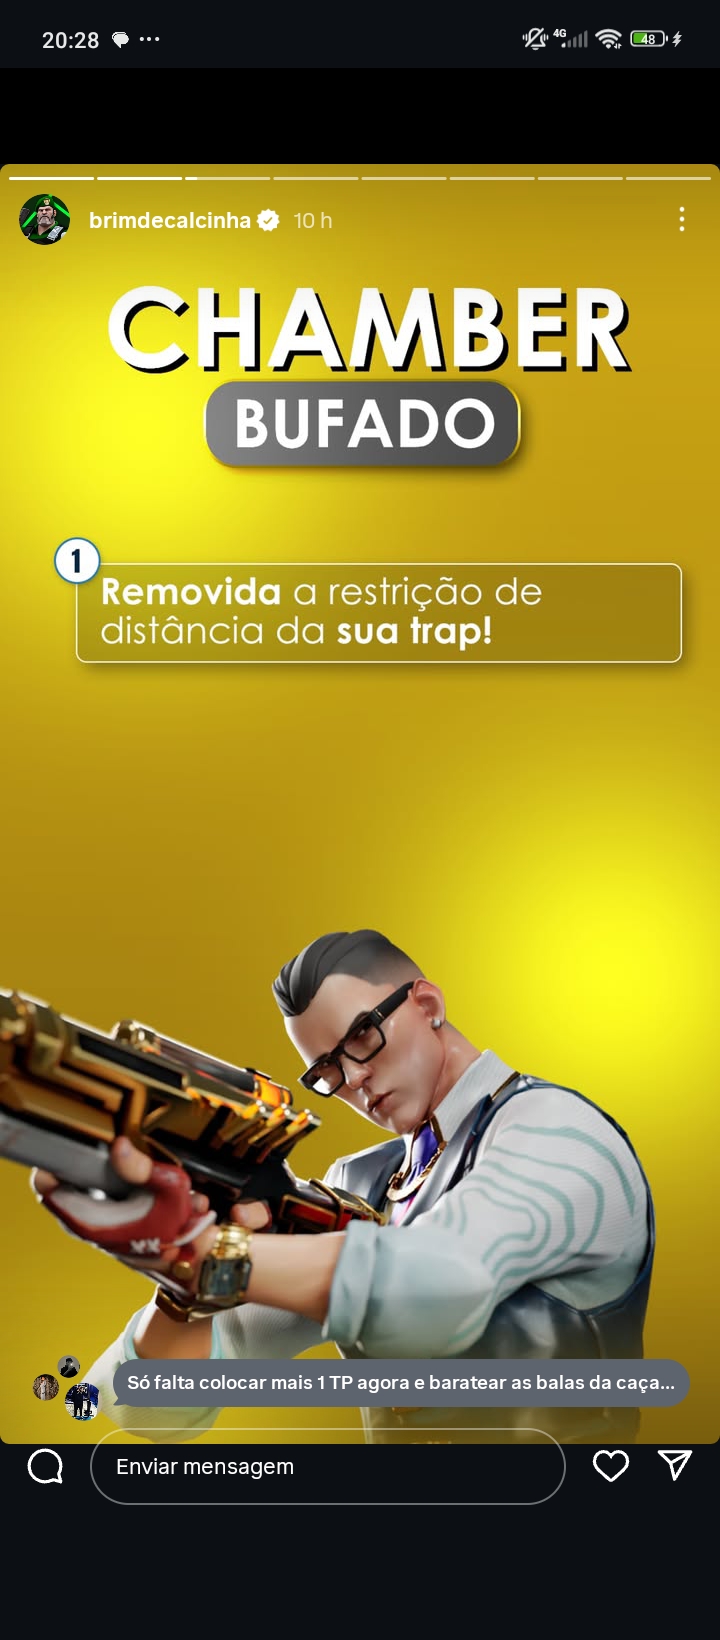 20:28
4G
48
brimdecalcinha 10 h
CHAMBER
BUFADO
1
Removida a restrição de
distância da sua trap!
Só falta colocar mais 1 TP agora e baratear as balas da caça...
Enviar mensagem